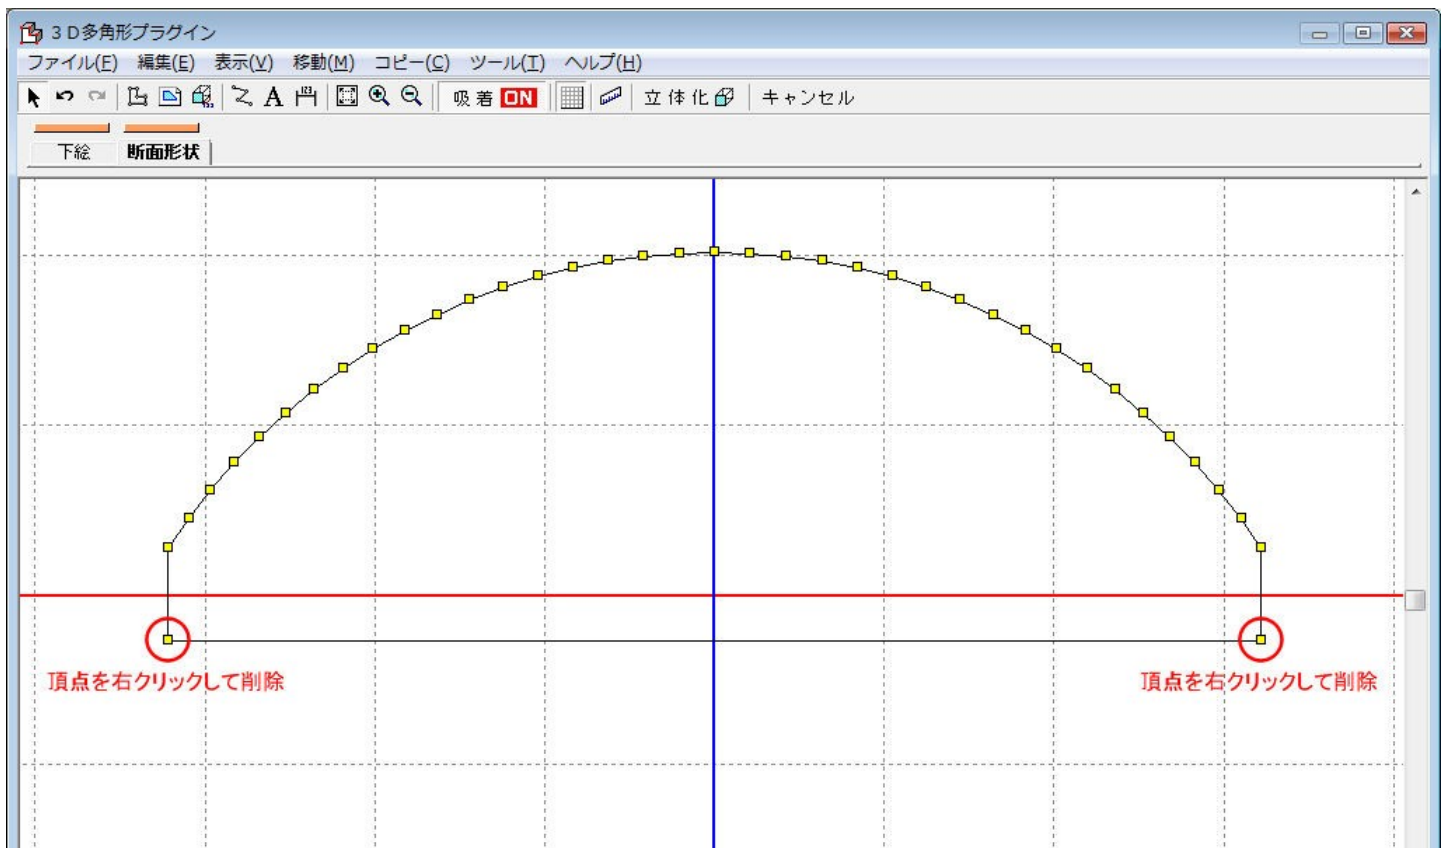 ３Ｄ多角形プラグイン
ファイル(F) 編集(E) 表示(V) 移動(M) コピー(C) ツール(T) ヘルプ(H)
A 123 吸着 ON 立体化 キャンセル
下絵 断面形状
頂点を右クリックして削除 頂点を右クリックして削除